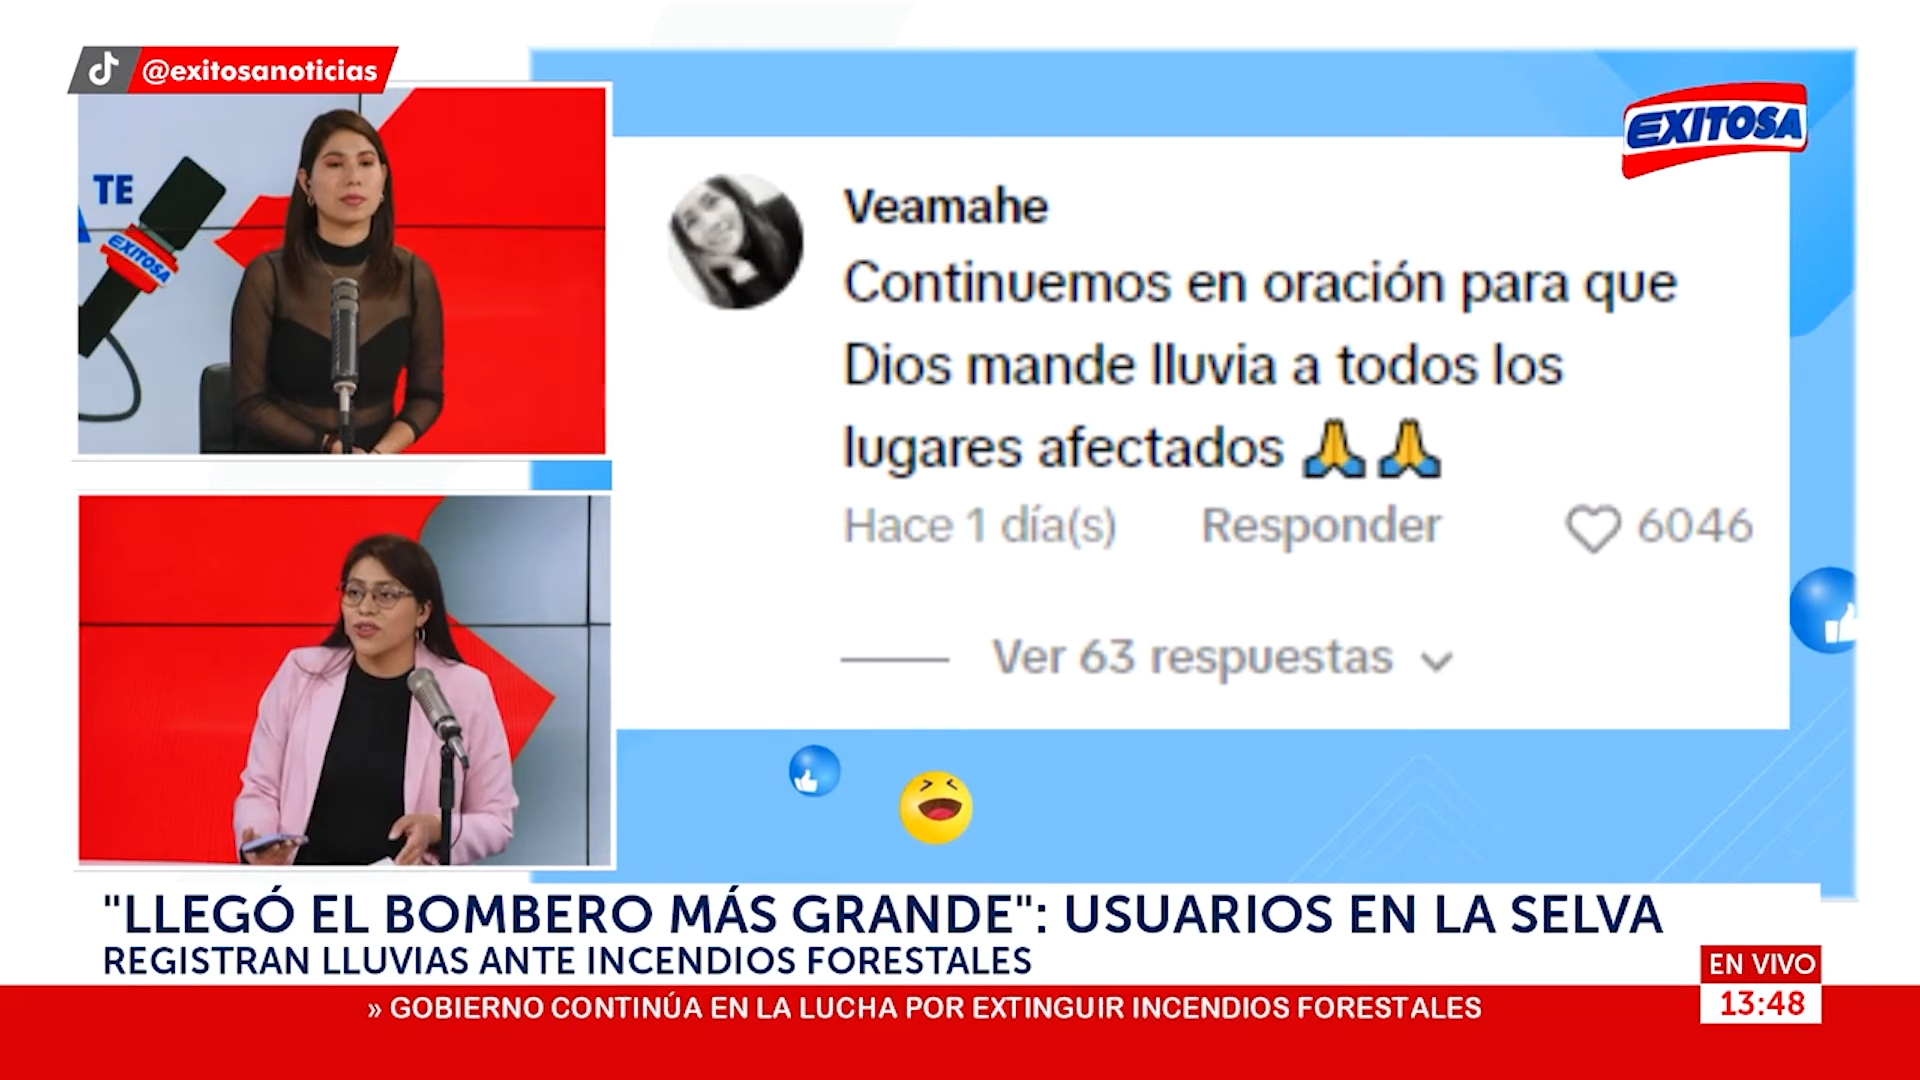 @exitosanoticias
EXITOSA
TE
EXITOSA
Veamahe
Continuemos en oración para que
Dios mande lluvia a todos los
lugares afectados 🙏🙏
Hace 1 día(s) Responder 6046
Ver 63 respuestas
"LLEGÓ EL BOMBERO MÁS GRANDE": USUARIOS EN LA SELVA
REGISTRAN LLUVIAS ANTE INCENDIOS FORESTALES
EN VIVO
» GOBIERNO CONTINÚA EN LA LUCHA POR EXTINGUIR INCENDIOS FORESTALES
13:48